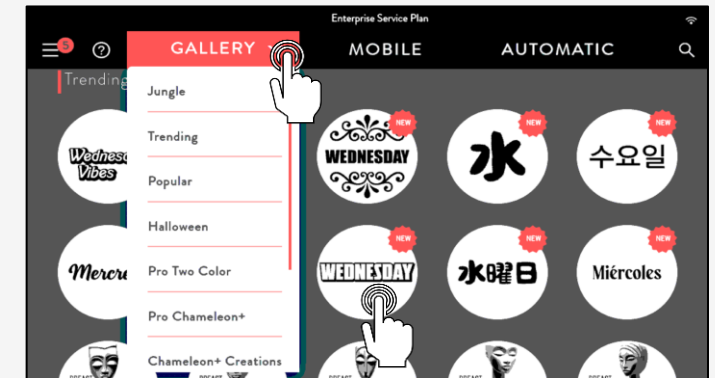 Enterprise Service Plan
5
?
GALLERY
MOBILE
AUTOMATIC
Trending
Jungle
Trending
Popular
Halloween
Pro Two Color
Pro Chameleon+
Chameleon+ Creations
Vibes
NEW
WEDNESDAY
NEW
水
NEW
수요일
NEW
WEDNESDAY
NEW
水曜日
NEW
Miércoles